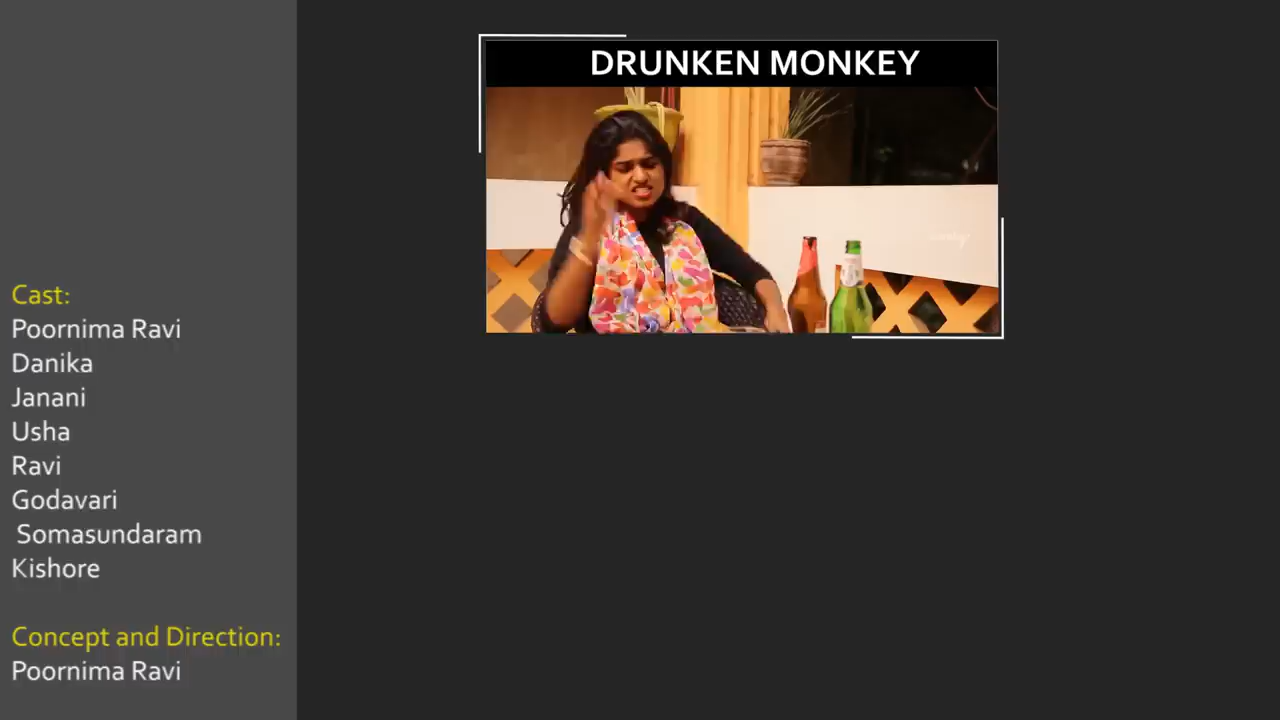 DRUNKEN MONKEY
Cast:
Poornima Ravi
Danika
Janani
Usha
Ravi
Godavari
Somasundaram
Kishore
Concept and Direction:
Poornima Ravi